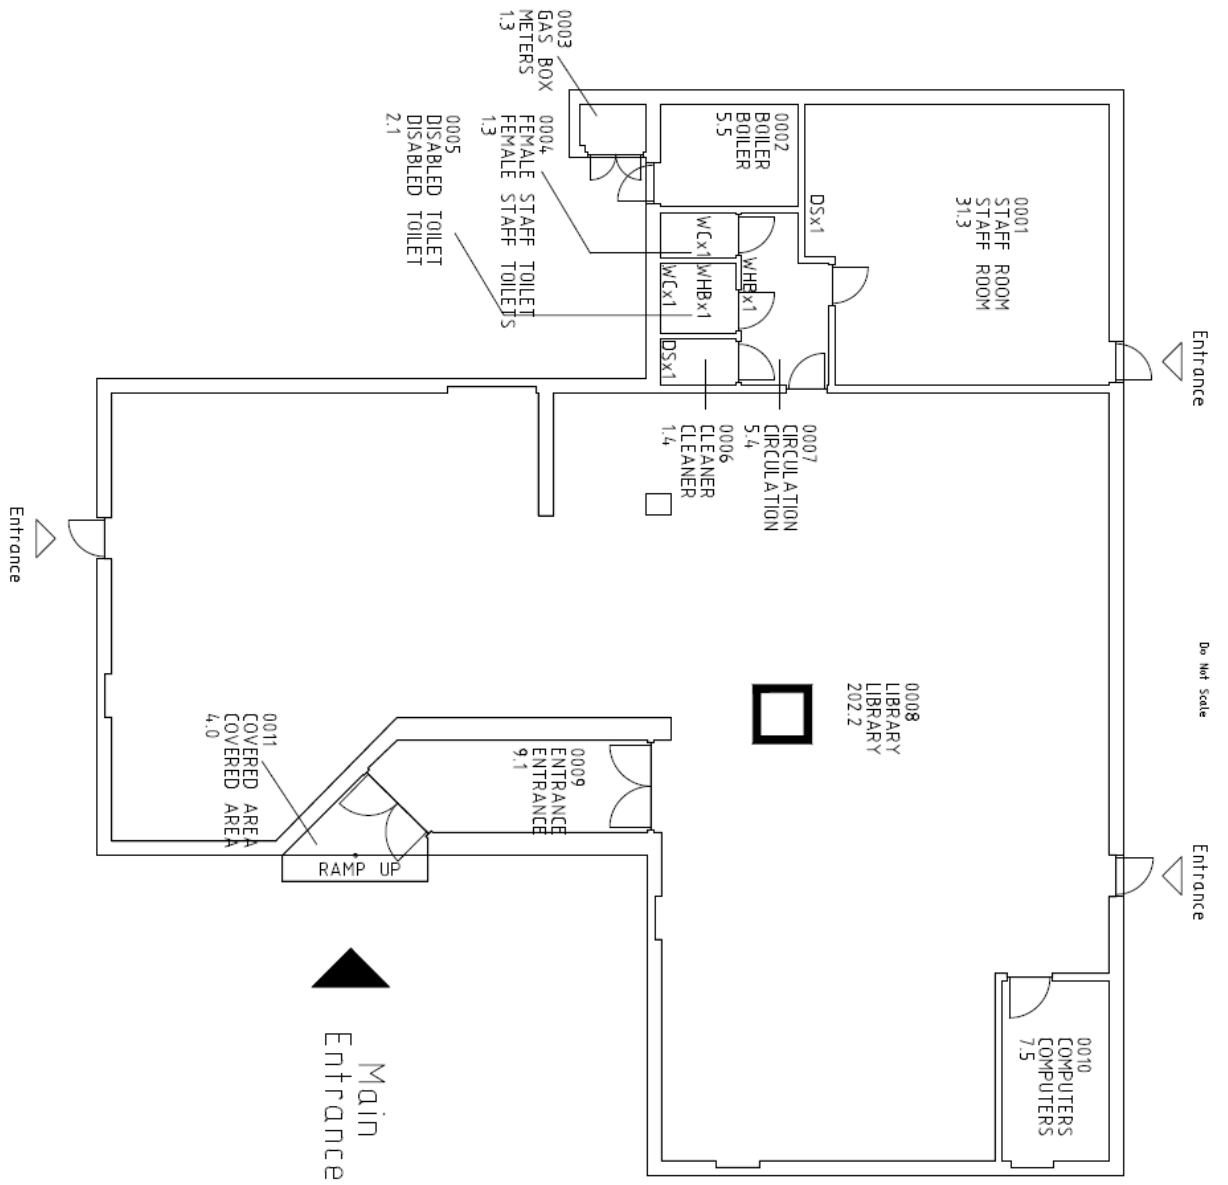 0003
GAS BOX
METERS
1.3
0004
FEMALE STAFF TOILET
FEMALE STAFF TOILETS
1.3
0005
DISABLED TOILET
DISABLED TOILET
2.1
0002
BOILER
BOILER
5.5
0001
STAFF ROOM
STAFF ROOM
31.3
DSx1
WCx1
WHBx1
WHBx1
WCx1
DSx1
0007
CIRCULATION
CIRCULATION
5.4
0006
CLEANER
CLEANER
1.4
Entrance
Entrance
Do Not Scale
0008
LIBRARY
LIBRARY
202.2
0009
ENTRANCE
ENTRANCE
9.1
0011
COVERED AREA
COVERED AREA
4.0
RAMP UP
Entrance
0010
COMPUTERS
COMPUTERS
7.5
Main
Entrance